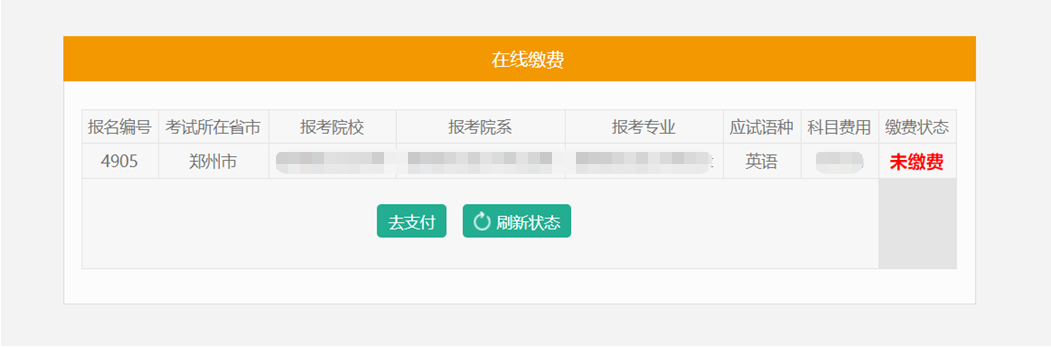 在线缴费
报名编号 考试所在省市 报考院校 报考院系 报考专业 应试语种 科目费用 缴费状态
4905 郑州市 英语 未缴费
去支付 刷新状态